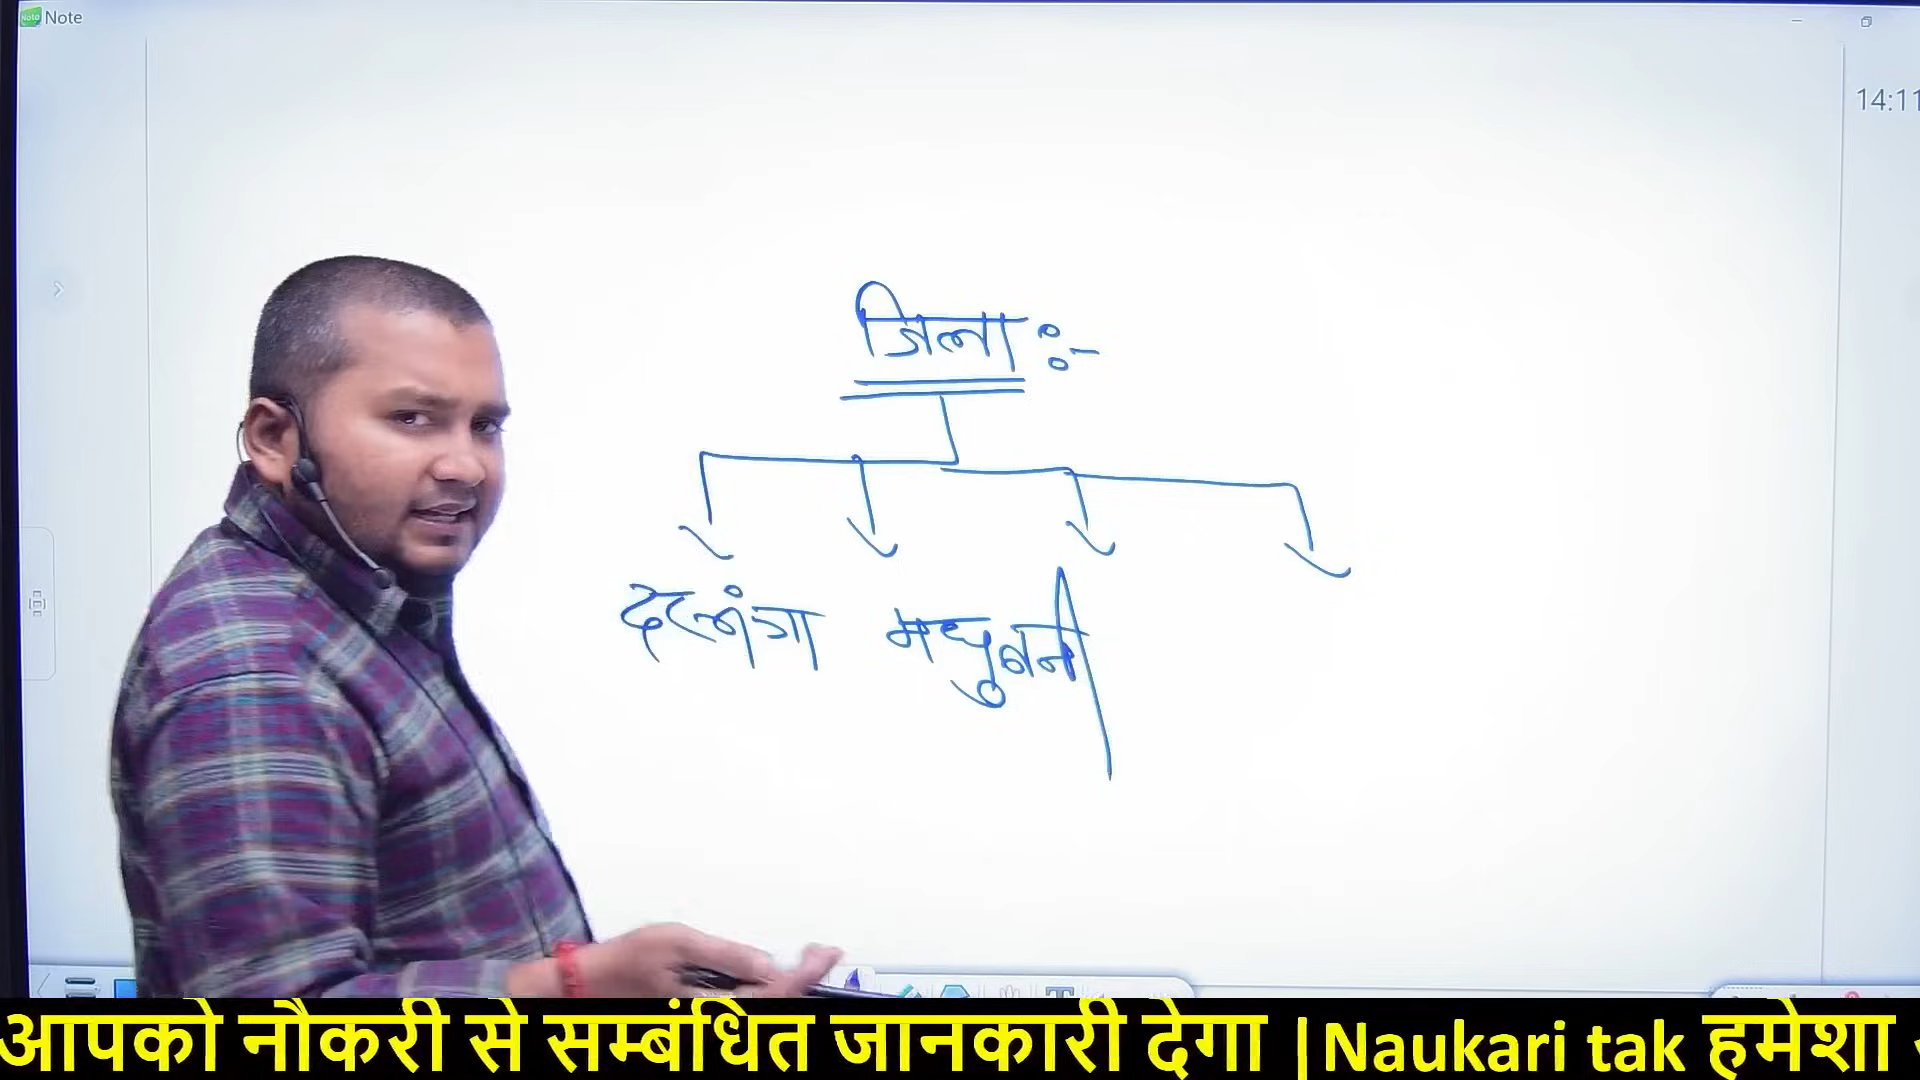 Note
14:11
जिला :-
दरभंगा मधुबनी
आपको नौकरी से सम्बंधित जानकारी देगा |Naukari tak हमेशा